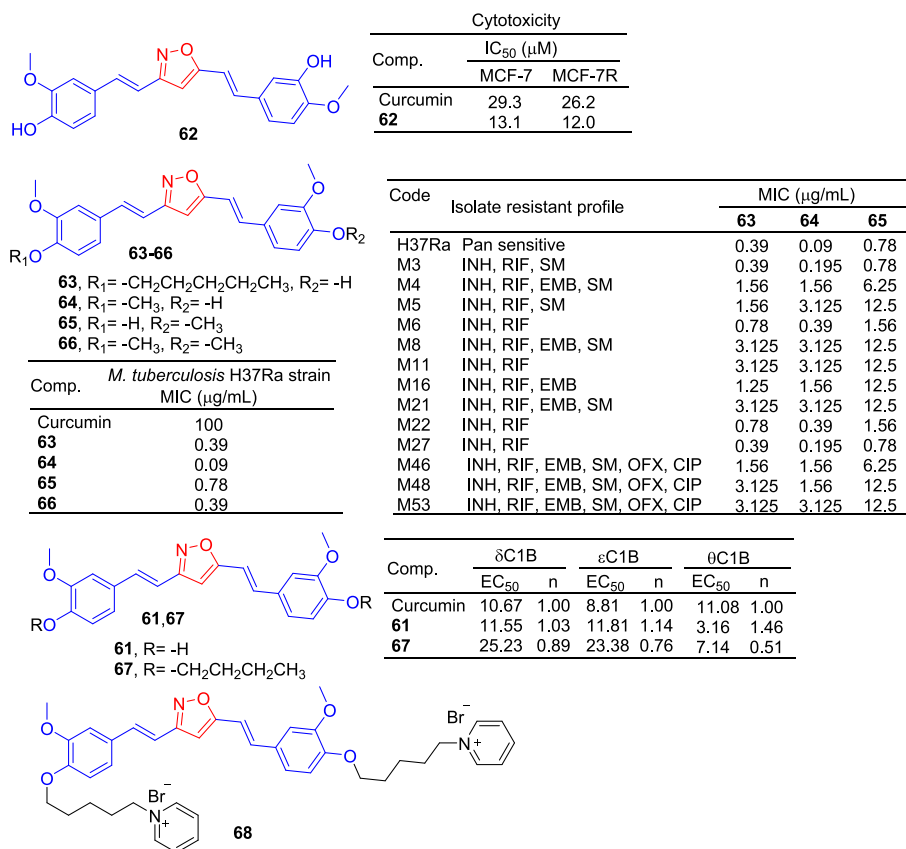 Cytotoxicity
Comp. IC50 (μM)
MCF-7 MCF-7R
Curcumin 29.3 26.2
62 13.1 12.0
O N O OH O HO
62
O N O O R1O OR2
63-66
63, R1= -CH2CH2CH2CH2CH3, R2= -H
64, R1= -CH3, R2= -H
65, R1= -H, R2= -CH3
66, R1= -CH3, R2= -CH3
Comp. M. tuberculosis H37Ra strain
MIC (μg/mL)
Curcumin 100
63 0.39
64 0.09
65 0.78
66 0.39
Code Isolate resistant profile MIC (μg/mL)
63 64 65
H37Ra Pan sensitive 0.39 0.09 0.78
M3 INH, RIF, SM 0.39 0.195 0.78
M4 INH, RIF, EMB, SM 1.56 1.56 6.25
M5 INH, RIF, SM 1.56 3.125 12.5
M6 INH, RIF 0.78 0.39 1.56
M8 INH, RIF, EMB, SM 3.125 3.125 12.5
M11 INH, RIF 3.125 3.125 12.5
M16 INH, RIF, EMB 1.25 1.56 12.5
M21 INH, RIF, EMB, SM 3.125 3.125 12.5
M22 INH, RIF 0.78 0.39 1.56
M27 INH, RIF 0.39 0.195 0.78
M46 INH, RIF, EMB, SM, OFX, CIP 1.56 1.56 6.25
M48 INH, RIF, EMB, SM, OFX, CIP 3.125 1.56 12.5
M53 INH, RIF, EMB, SM, OFX, CIP 3.125 3.125 12.5
O N O O RO OR
61,67
61, R= -H
67, R= -CH2CH2CH2CH3
Comp. δC1B εC1B θC1B
EC50 n EC50 n EC50 n
Curcumin 10.67 1.00 8.81 1.00 11.08 1.00
61 11.55 1.03 11.81 1.14 3.16 1.46
67 25.23 0.89 23.38 0.76 7.14 0.51
O N O O Br− N+
O O
Br− N+
68